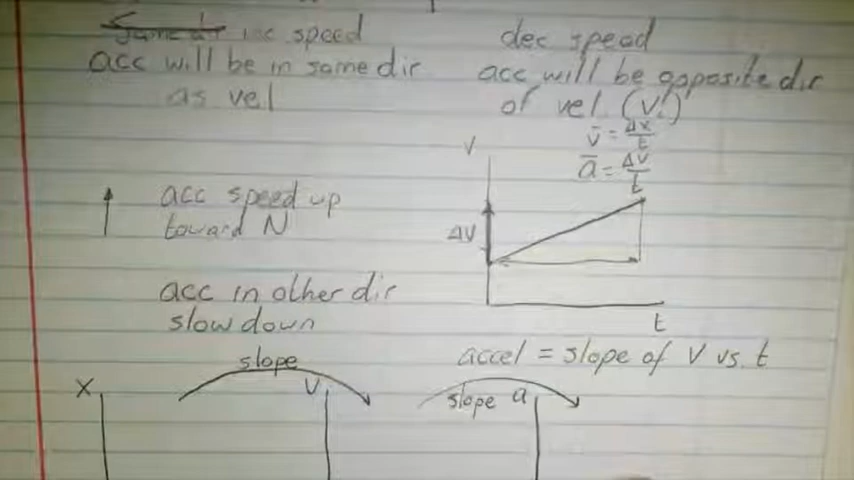 inc speed
acc will be in same dir
as vel
dec speed
acc will be opposite dir
of vel (V!)
v̄ = Δx/t
ā = ΔV/t
V
ΔV
t
acc speed up
toward N
acc in other dir
slow down
accel = slope of V vs. t
slope
X
V
slope a